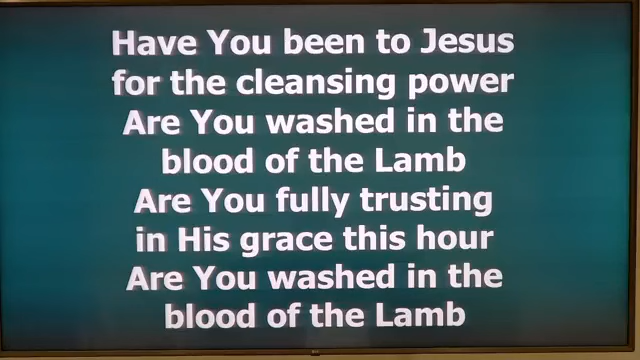 Have You been to Jesus
for the cleansing power
Are You washed in the
blood of the Lamb
Are You fully trusting
in His grace this hour
Are You washed in the
blood of the Lamb